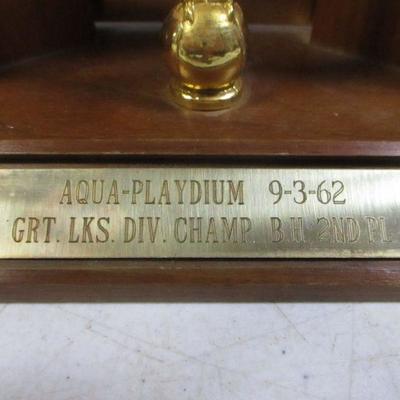 AQUA-PLAYDIUM 9-3-62
GRT. LKS. DIV. CHAMP. B.U. 2ND PL